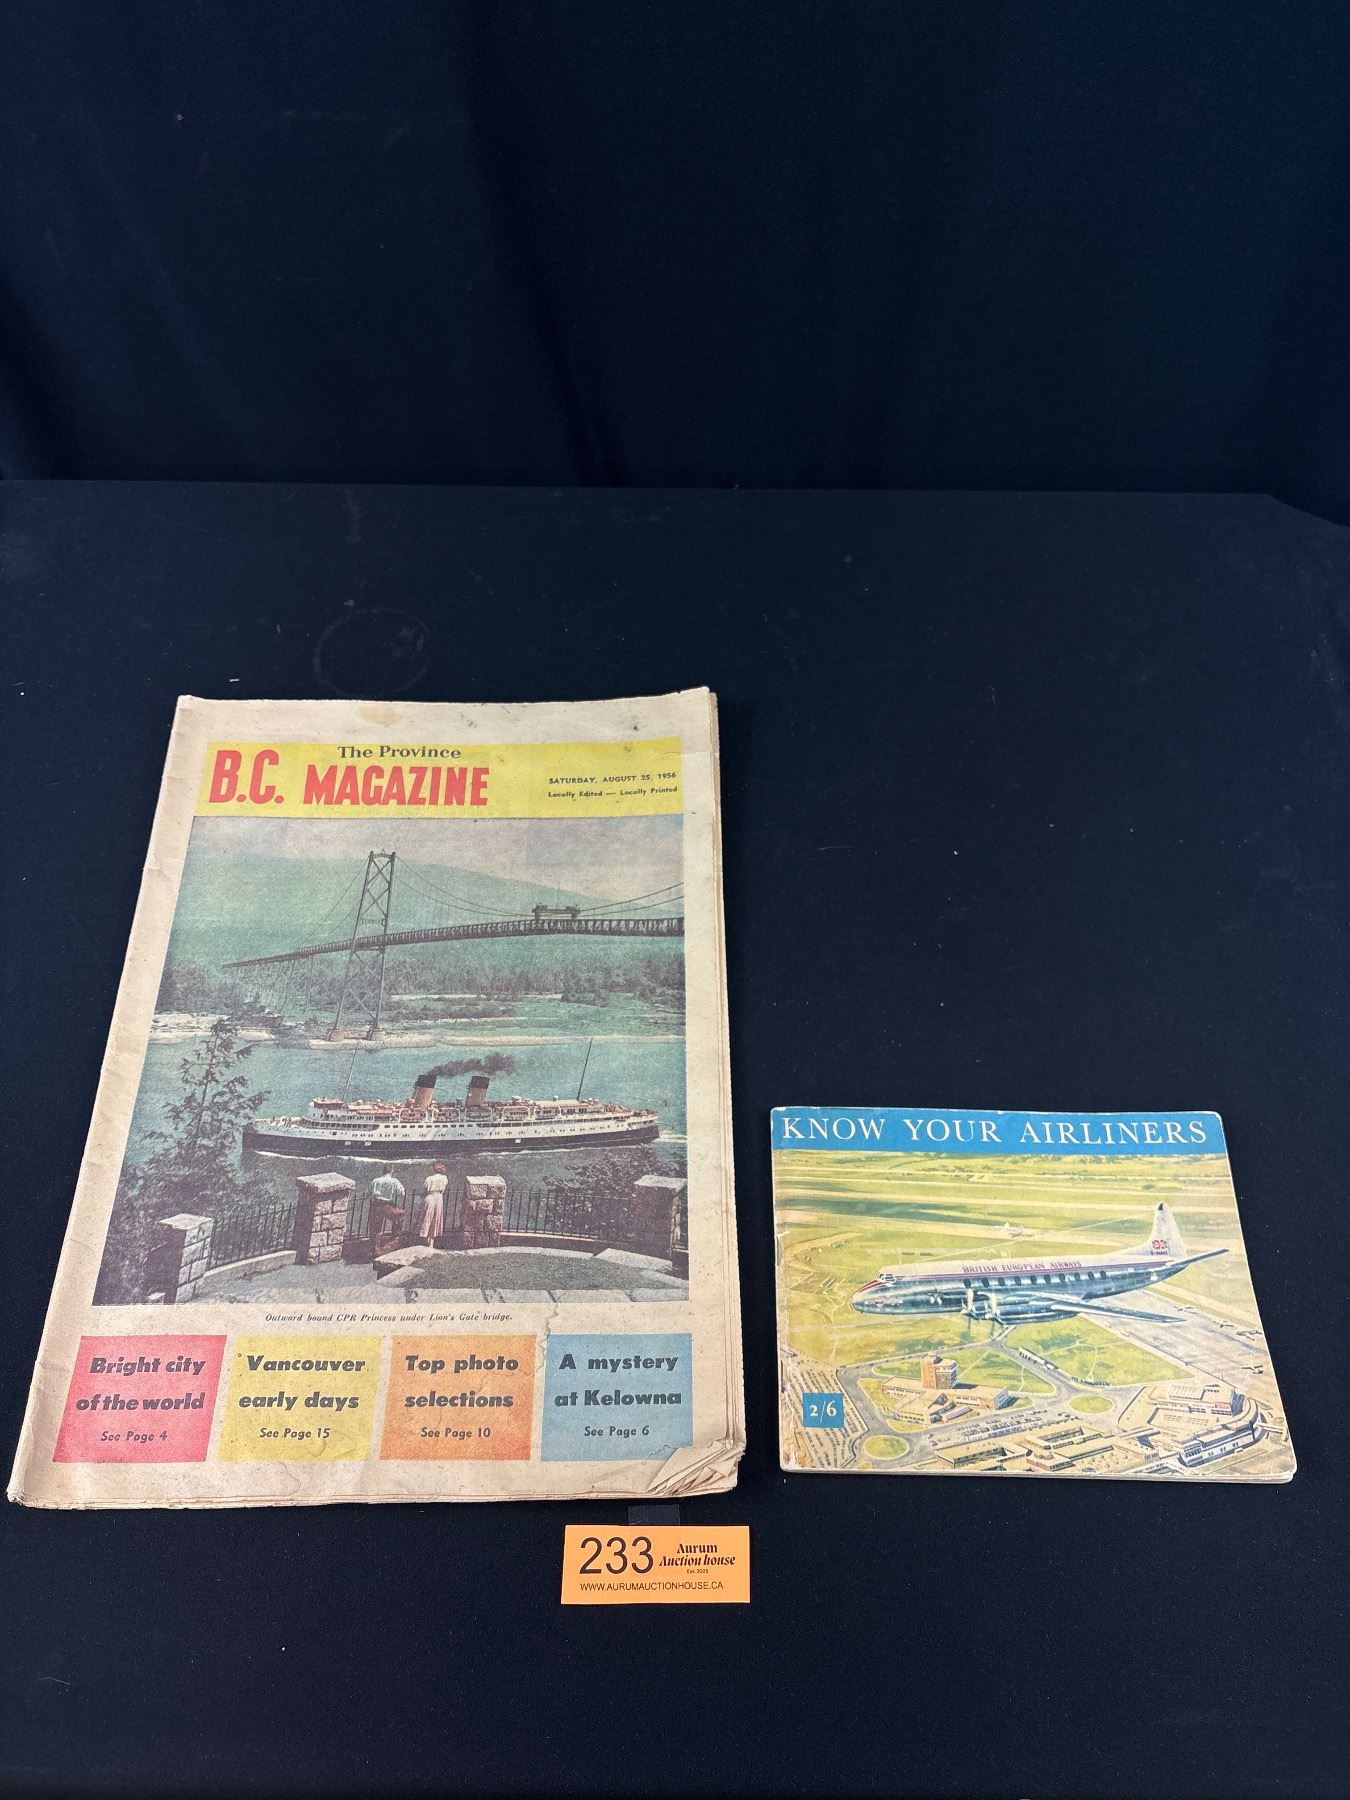 The Province
B.C. MAGAZINE
SATURDAY, AUGUST 25, 1956
Locally Edited — Locally Printed
Outward bound CPR Princess under Lion's Gate bridge.
Bright city
of the world
See Page 4
Vancouver
early days
See Page 15
Top photo
selections
See Page 10
A mystery
at Kelowna
See Page 6
KNOW YOUR AIRLINERS
BRITISH EUROPEAN AIRWAYS
2/6
233
Aurum
Auction house
Est. 2025
WWW.AURUMAUCTIONHOUSE.CA